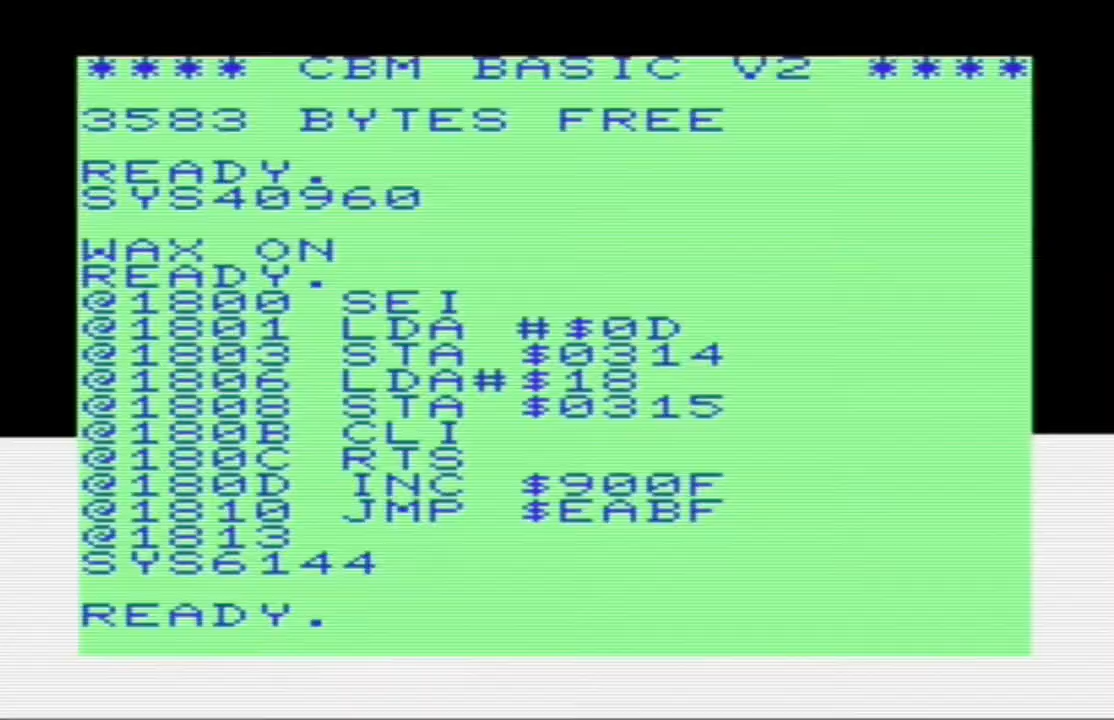 **** CBM BASIC V2 ****
3583 BYTES FREE
READY.
SYS40960
WAX ON
READY.
@1800 SEI
@1801 LDA #$0D
@1803 STA $0314
@1806 LDA#$18
@1808 STA $0315
@180B CLI
@180C RTS
@180D INC $900F
@1810 JMP $EABF
@1813
SYS6144
READY.